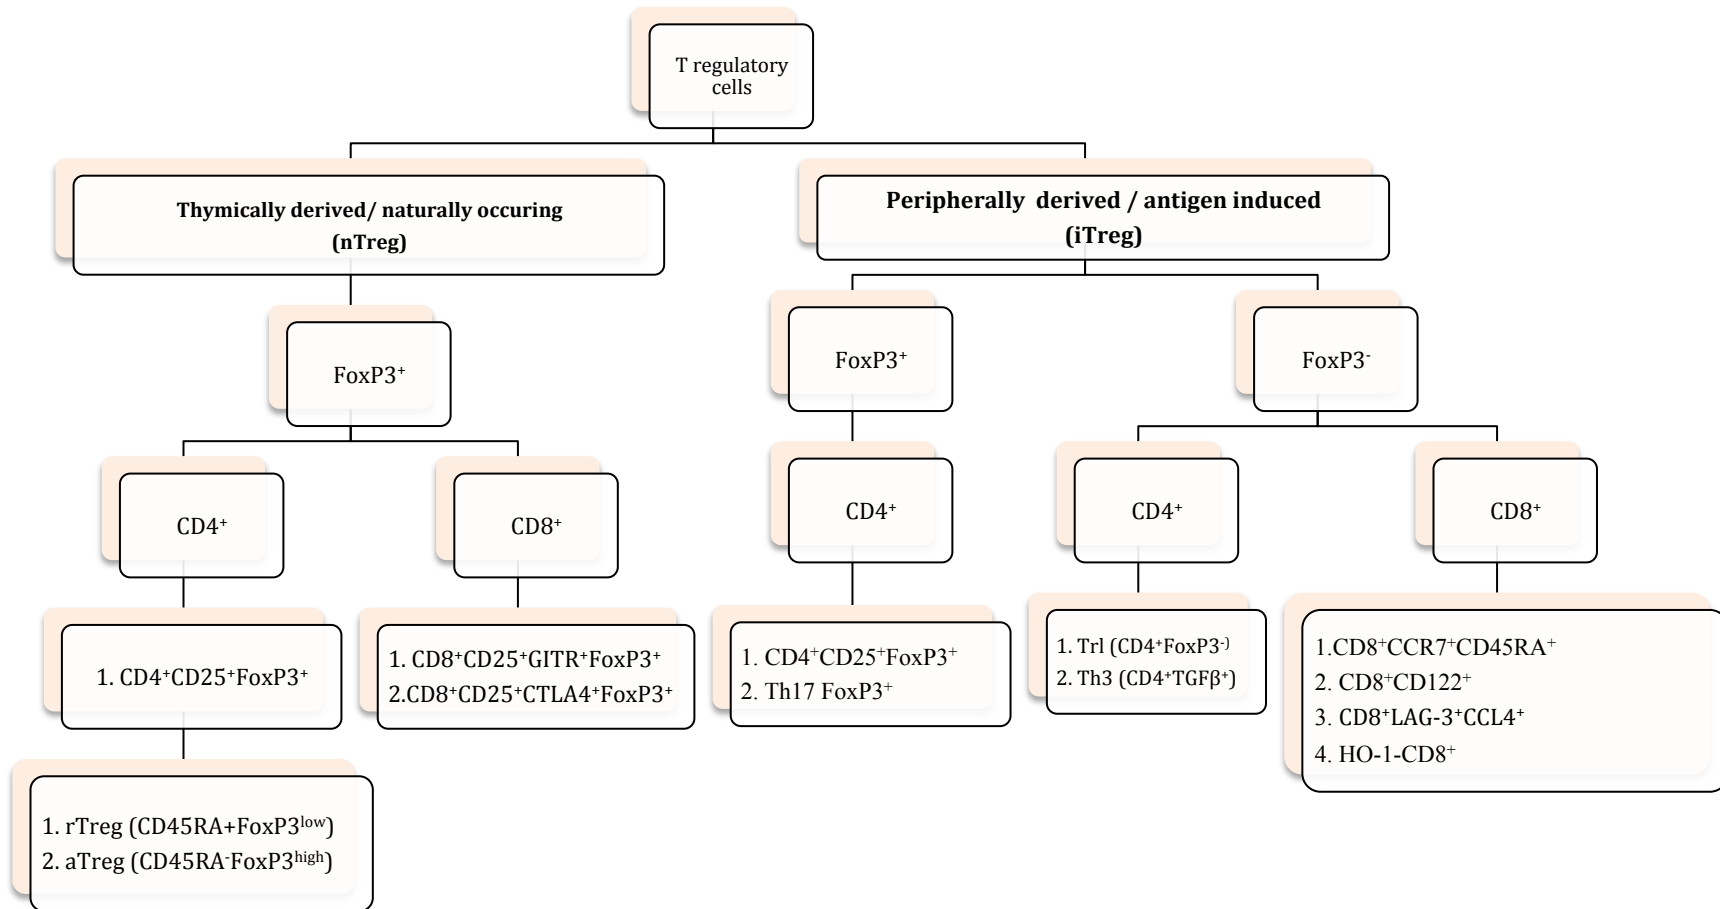 T regulatory
cells
Thymically derived/ naturally occuring
(nTreg)
Peripherally derived / antigen induced
(iTreg)
FoxP3⁺
FoxP3⁺
FoxP3⁻
CD4⁺
CD8⁺
CD4⁺
CD4⁺
CD8⁺
1. CD4⁺CD25⁺FoxP3⁺
1. CD8⁺CD25⁺GITR⁺FoxP3⁺
2.CD8⁺CD25⁺CTLA4⁺FoxP3⁺
1. CD4⁺CD25⁺FoxP3⁺
2. Th17 FoxP3⁺
1. Trl (CD4⁺FoxP3⁻⁾
2. Th3 (CD4⁺TGFβ⁺)
1.CD8⁺CCR7⁺CD45RA⁺
2. CD8⁺CD122⁺
3. CD8⁺LAG-3⁺CCL4⁺
4. HO-1-CD8⁺
1. rTreg (CD45RA+FoxP3ˡᵒʷ)
2. aTreg (CD45RA⁻FoxP3ʰⁱᵍʰ)